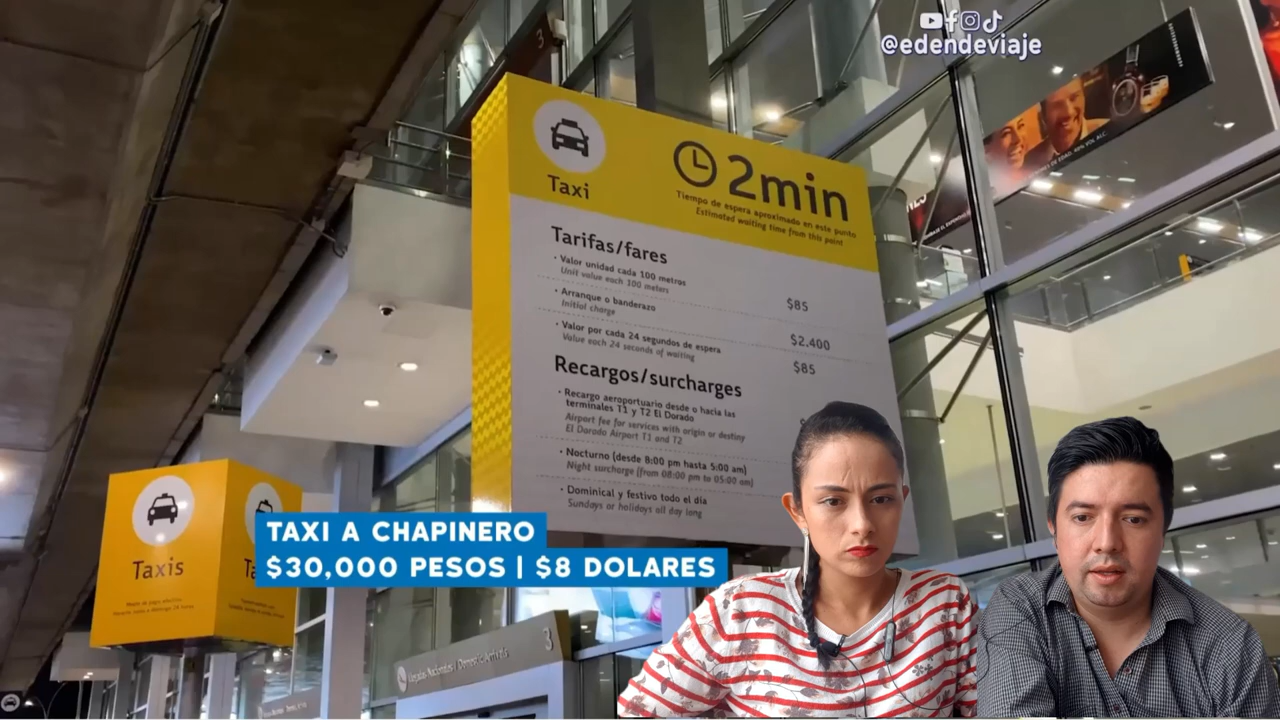 @edendeviaje
3
Taxi
2min
Tiempo de espera aproximado en este punto
Estimated waiting time from this point
Tarifas/fares
· Valor unidad cada 100 metros
Unit value each 100 meters
$85
· Arranque o banderazo
Initial charge
$2.400
· Valor por cada 24 segundos de espera
Value each 24 seconds of waiting
$85
Recargos/surcharges
· Recargo aeroportuario desde o hacia las
terminales T1 y T2 El Dorado
Airport fee for services with origin or destiny
El Dorado Airport T1 and T2
· Nocturno (desde 8:00 pm hasta 5:00 am)
Night surcharge (from 08:00 pm to 05:00 am)
· Dominical y festivo todo el día
Sundays or holidays all day long
Taxis
TAXI A CHAPINERO
$30,000 PESOS | $8 DOLARES
Llegadas Nacionales / Domestic Arrivals
3